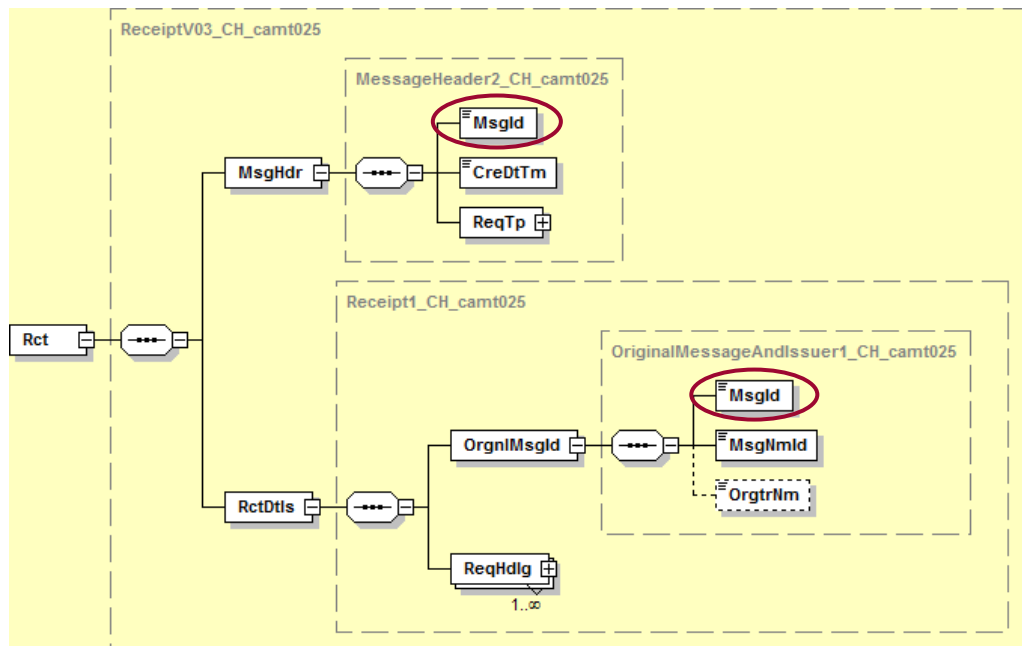 ReceiptV03_CH_camt025
MessageHeader2_CH_camt025
MsgId
MsgHdr
CreDtTm
ReqTp
Receipt1_CH_camt025
Rct
OriginalMessageAndIssuer1_CH_camt025
MsgId
OrgnlMsgId
MsgNmId
OrgtrNm
RctDtls
ReqHdlg
1..∞